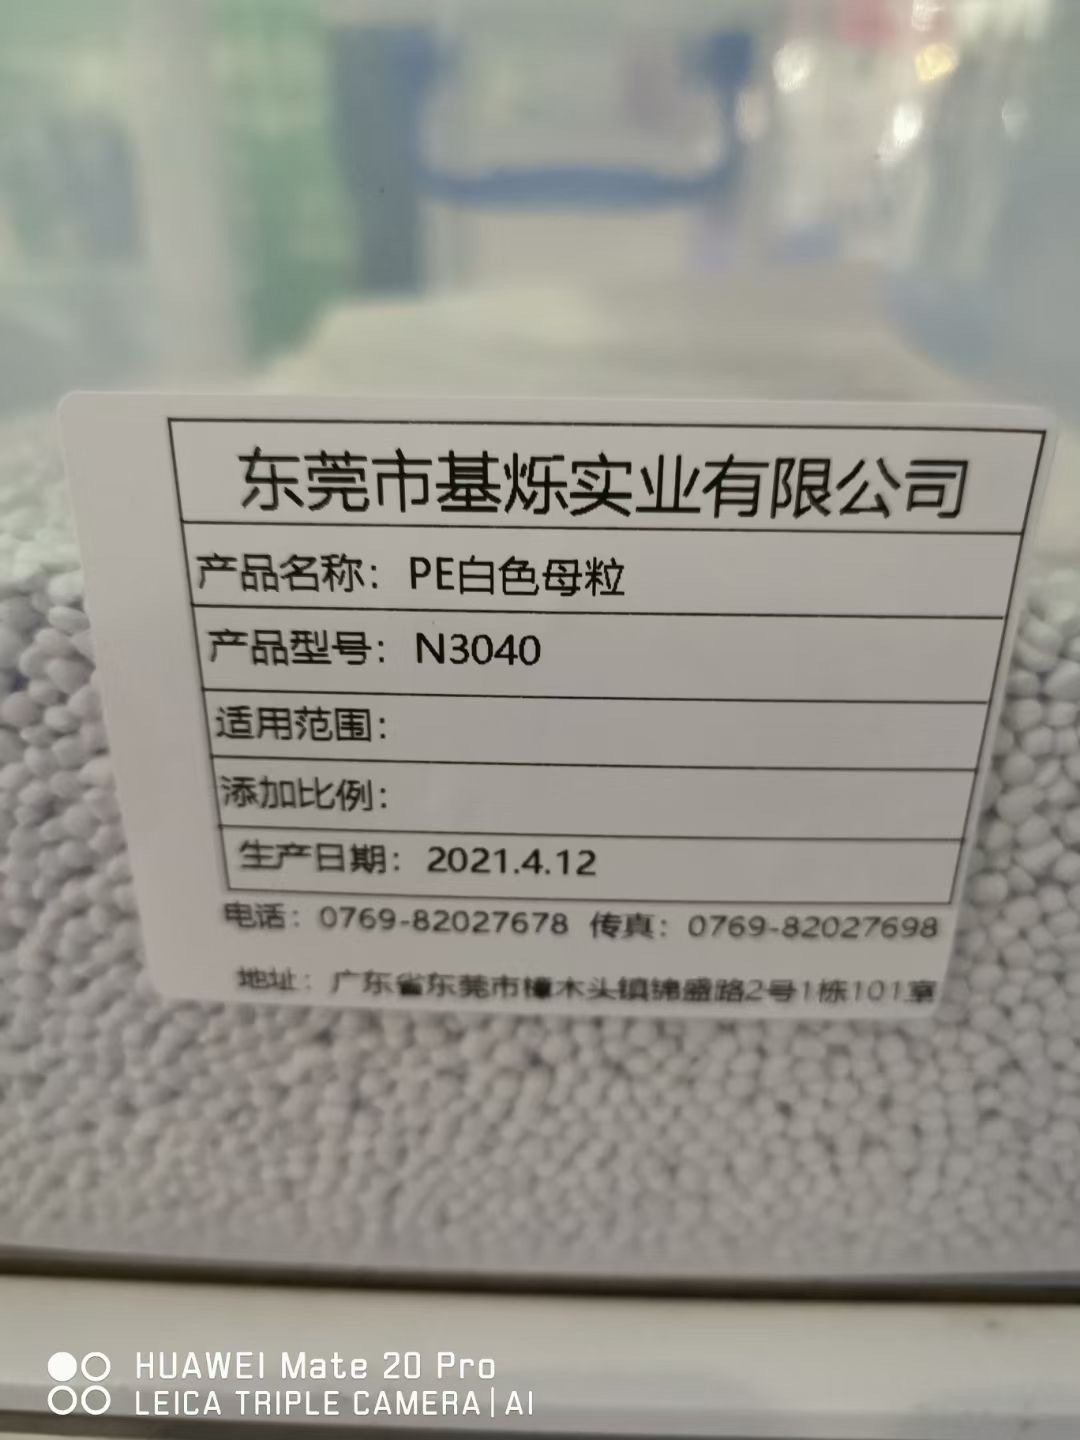 东莞市基烁实业有限公司
产品名称：PE白色母粒
产品型号：N3040
适用范围：
添加比例：
生产日期：2021.4.12
电话：0769-82027678 传真：0769-82027698
地址：广东省东莞市樟木头镇锦盛路2号1栋101室
HUAWEI Mate 20 Pro
LEICA TRIPLE CAMERA | AI